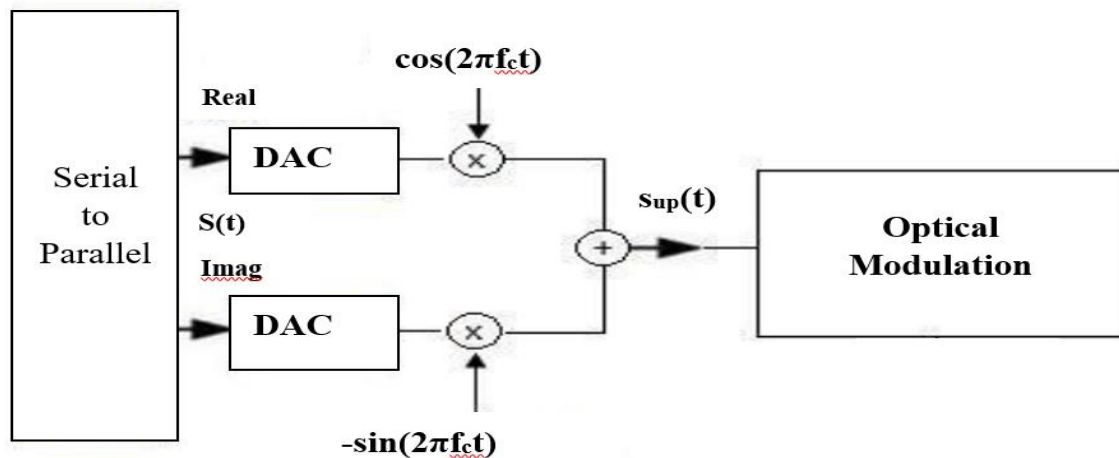 cos(2πfct)
Real
DAC
Serial
to
Parallel
S(t)
Imag
DAC
-sin(2πfct)
sup(t)
Optical
Modulation